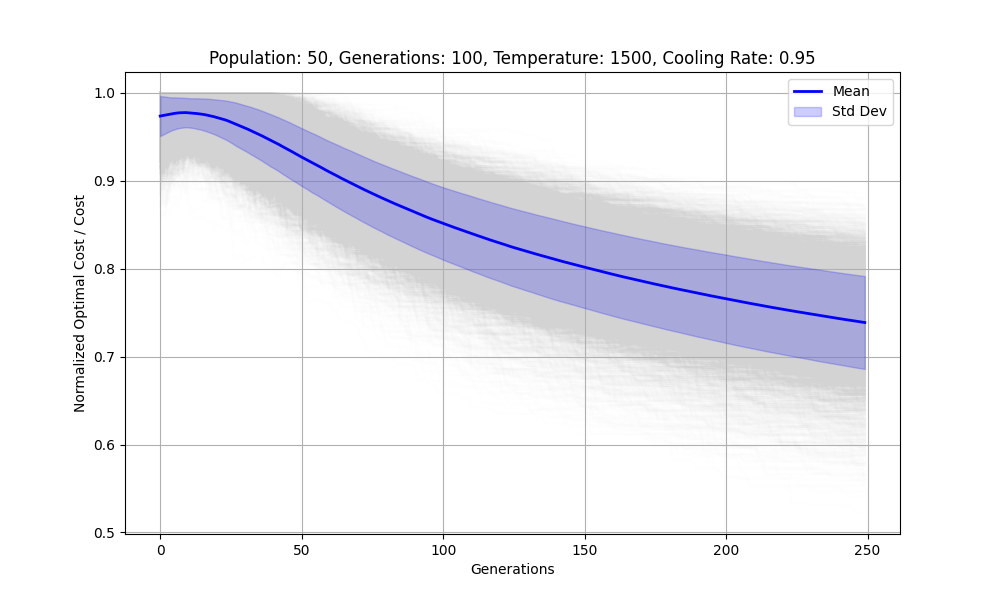 Population: 50, Generations: 100, Temperature: 1500, Cooling Rate: 0.95
Mean
Std Dev
Normalized Optimal Cost / Cost
1.0
0.9
0.8
0.7
0.6
0.5
0
50
100
150
200
250
Generations